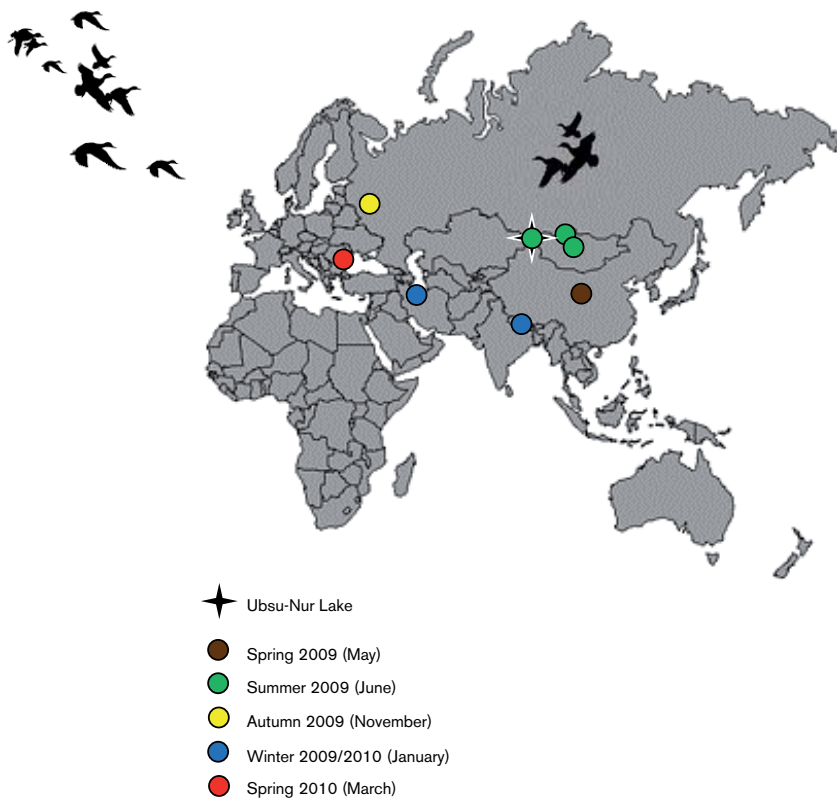 Ubsu-Nur Lake
Spring 2009 (May)
Summer 2009 (June)
Autumn 2009 (November)
Winter 2009/2010 (January)
Spring 2010 (March)